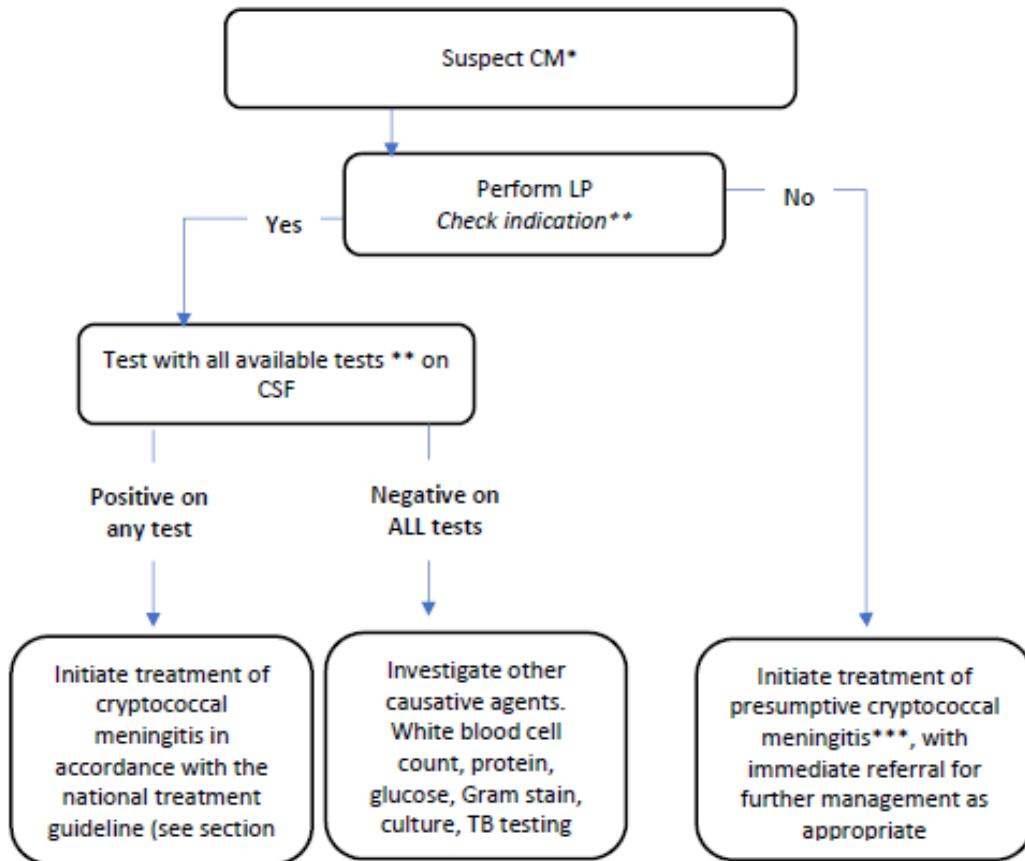 Suspect CM*
Perform LP
Check indication**
Yes
No
Test with all available tests ** on
CSF
Positive on
any test
Negative on
ALL tests
Initiate treatment of
cryptococcal
meningitis in
accordance with the
national treatment
guideline (see section
Investigate other
causative agents.
White blood cell
count, protein,
glucose, Gram stain,
culture, TB testing
Initiate treatment of
presumptive cryptococcal
meningitis***, with
immediate referral for
further management as
appropriate